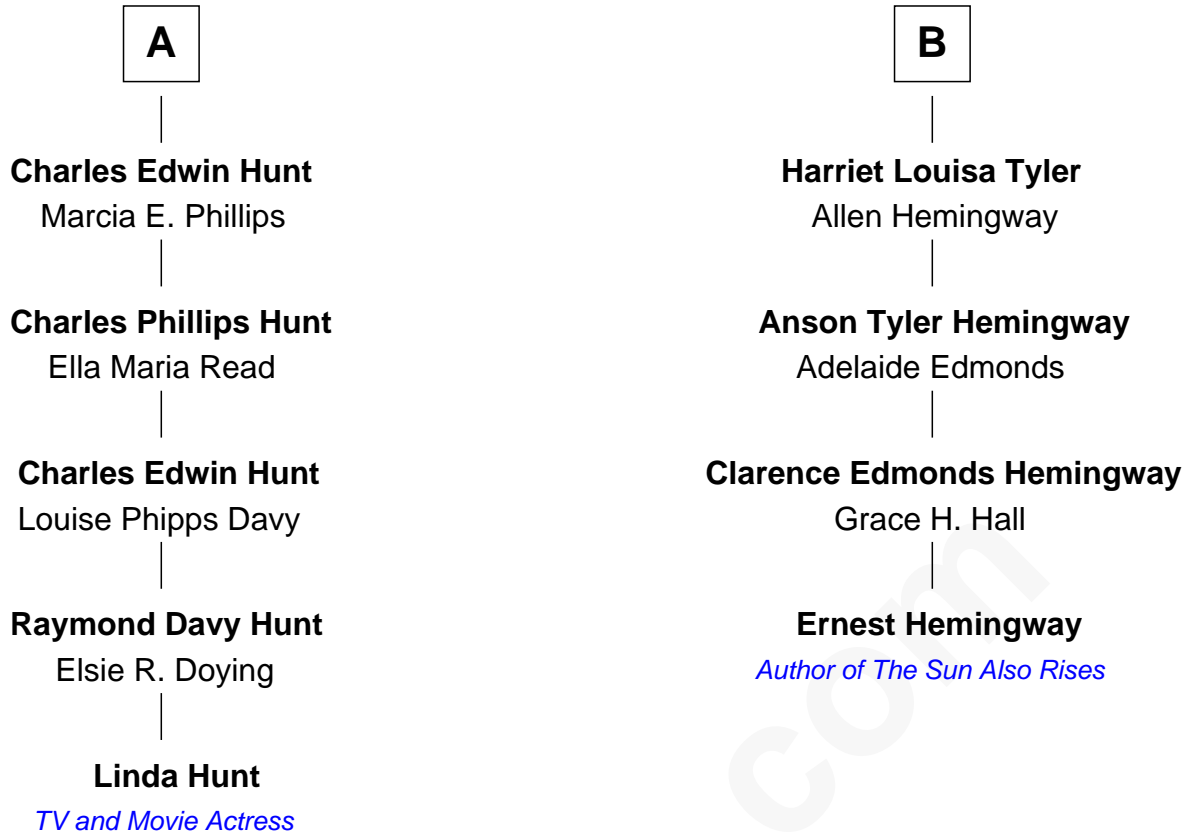 A
Charles Edwin Hunt
Marcia E. Phillips
Charles Phillips Hunt
Ella Maria Read
Charles Edwin Hunt
Louise Phipps Davy
Raymond Davy Hunt
Elsie R. Doying
Linda Hunt
TV and Movie Actress
B
Harriet Louisa Tyler
Allen Hemingway
Anson Tyler Hemingway
Adelaide Edmonds
Clarence Edmonds Hemingway
Grace H. Hall
Ernest Hemingway
Author of The Sun Also Rises
com